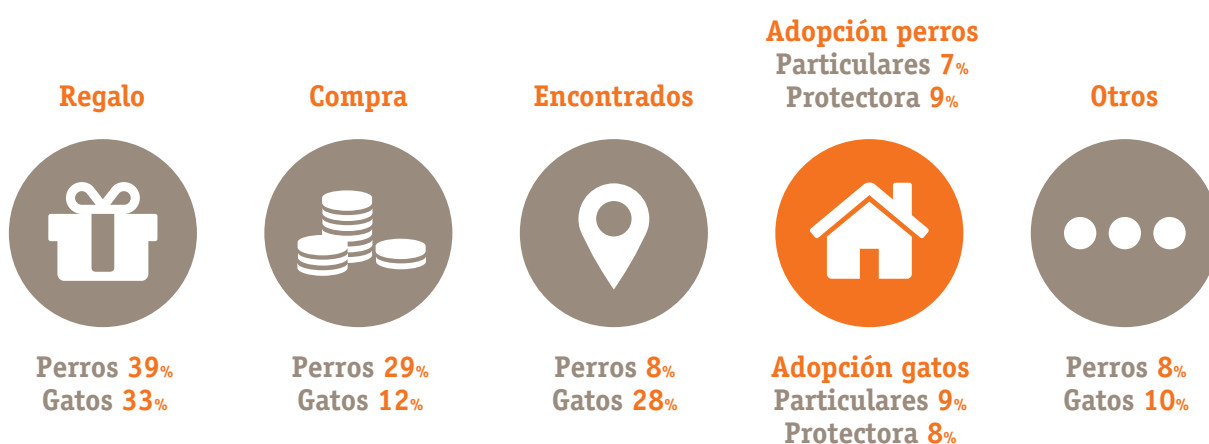 Regalo
Perros 39%
Gatos 33%
Compra
Perros 29%
Gatos 12%
Encontrados
Perros 8%
Gatos 28%
Adopción perros
Particulares 7%
Protectora 9%
Adopción gatos
Particulares 9%
Protectora 8%
Otros
Perros 8%
Gatos 10%